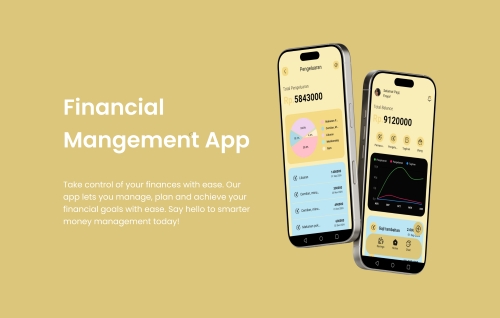 Financial
Mangement App
Take control of your finances with ease. Our
app lets you manage, plan and achieve your
financial goals with ease. Say hello to smarter
money management today!
Pengeluaran
Total Pengeluaran
5843000
Total Balance
9120000